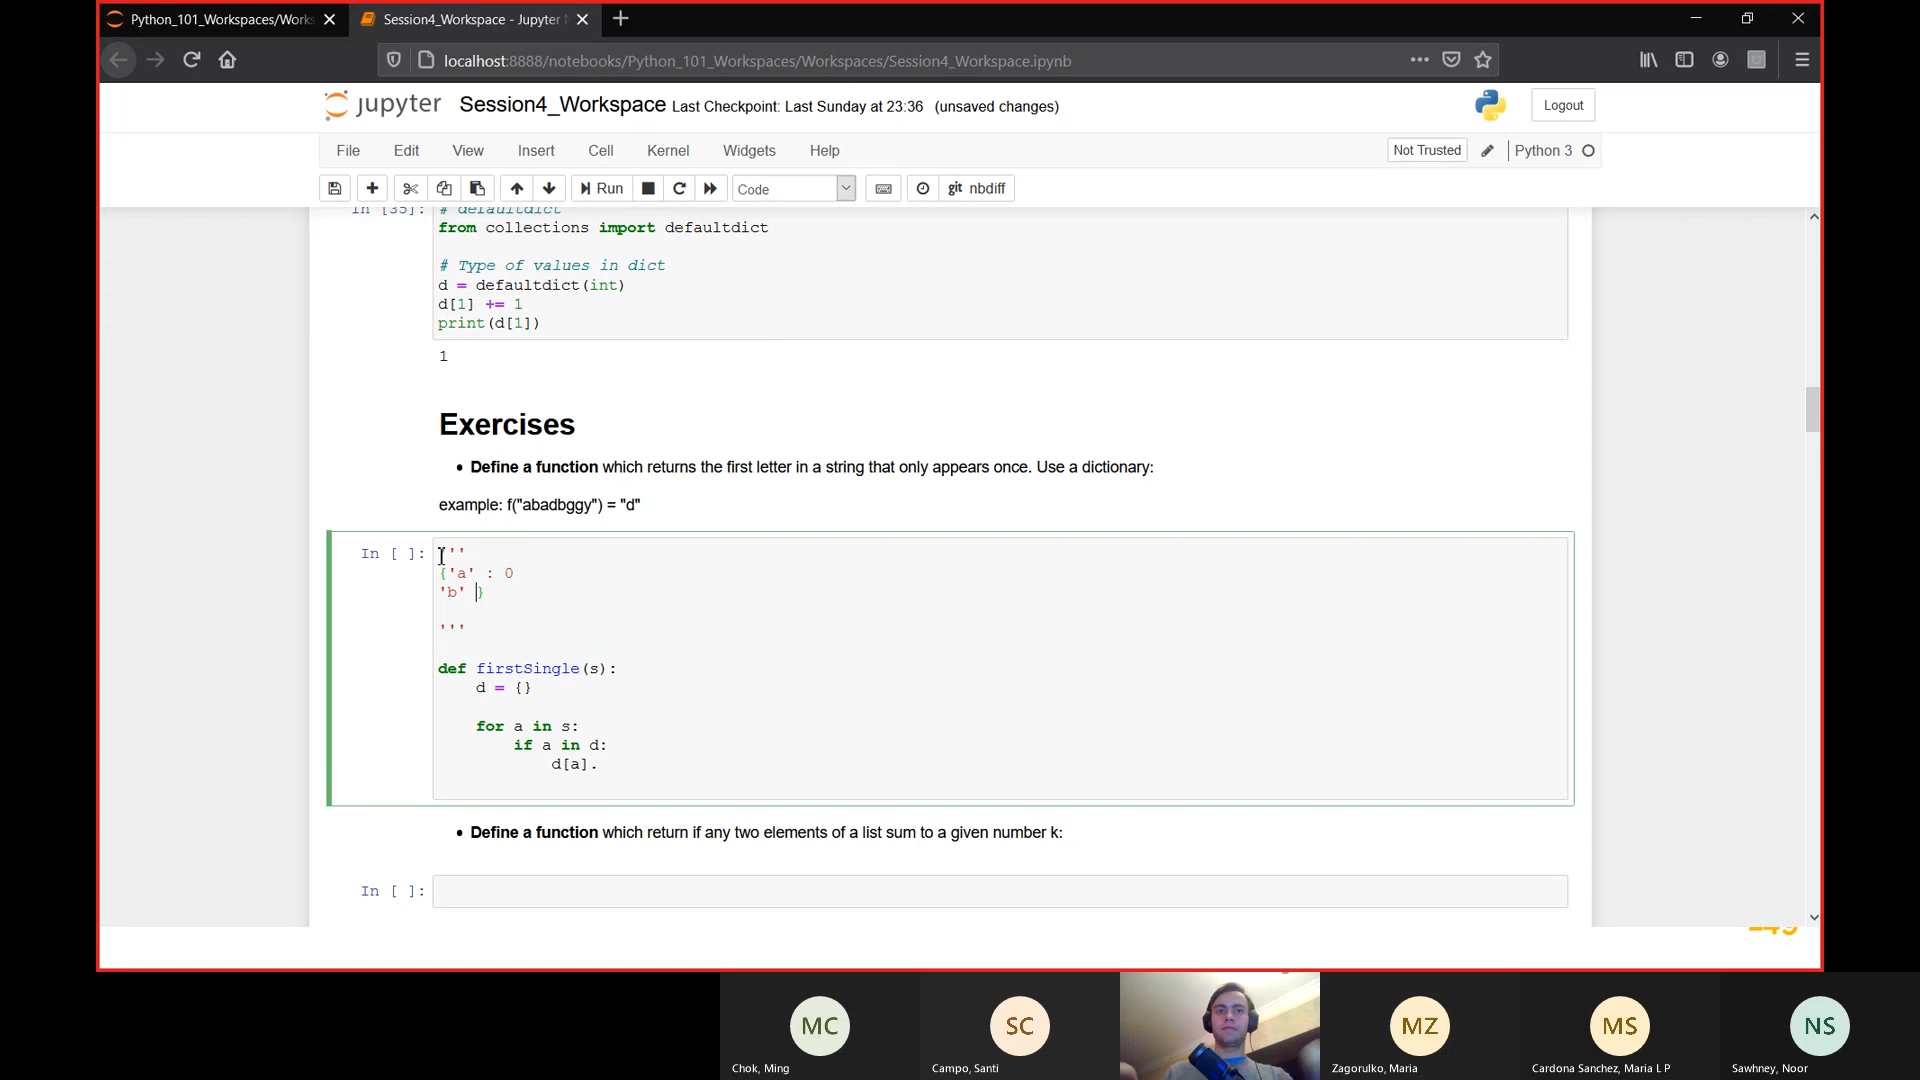 Python_101_Workspaces/Works
Session4_Workspace - Jupyter N
localhost:8888/notebooks/Python_101_Workspaces/Workspaces/Session4_Workspace.ipynb
jupyter Session4_Workspace Last Checkpoint: Last Sunday at 23:36 (unsaved changes)
Logout
File Edit View Insert Cell Kernel Widgets Help
Not Trusted Python 3
Run Code git nbdiff
In [35]: # defaultdict
from collections import defaultdict
# Type of values in dict
d = defaultdict(int)
d[1] += 1
print(d[1])
1
Exercises
• Define a function which returns the first letter in a string that only appears once. Use a dictionary:
example: f("abadbggy") = "d"
In [ ]: '''
{'a' : 0
'b' }
'''
def firstSingle(s):
d = {}
for a in s:
if a in d:
d[a].
• Define a function which return if any two elements of a list sum to a given number k:
In [ ]:
MC
SC
MZ
MS
NS
Chok, Ming
Campo, Santi
Zagorulko, Maria
Cardona Sanchez, Maria L P
Sawhney, Noor